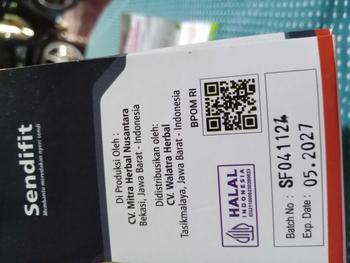 Sendifit
Membantu meredakan nyeri sendi
Di Produksi Oleh :
CV. Mitra Herbal Nusantara
Bekasi, Jawa Barat - Indonesia
Didistribusikan oleh:
CV. Walatra Herbal
Tasikmalaya, Jawa Barat - Indonesia
BPOM RI
HALAL
INDONESIA
Batch No : SF041124
Exp. Date : 05.2027